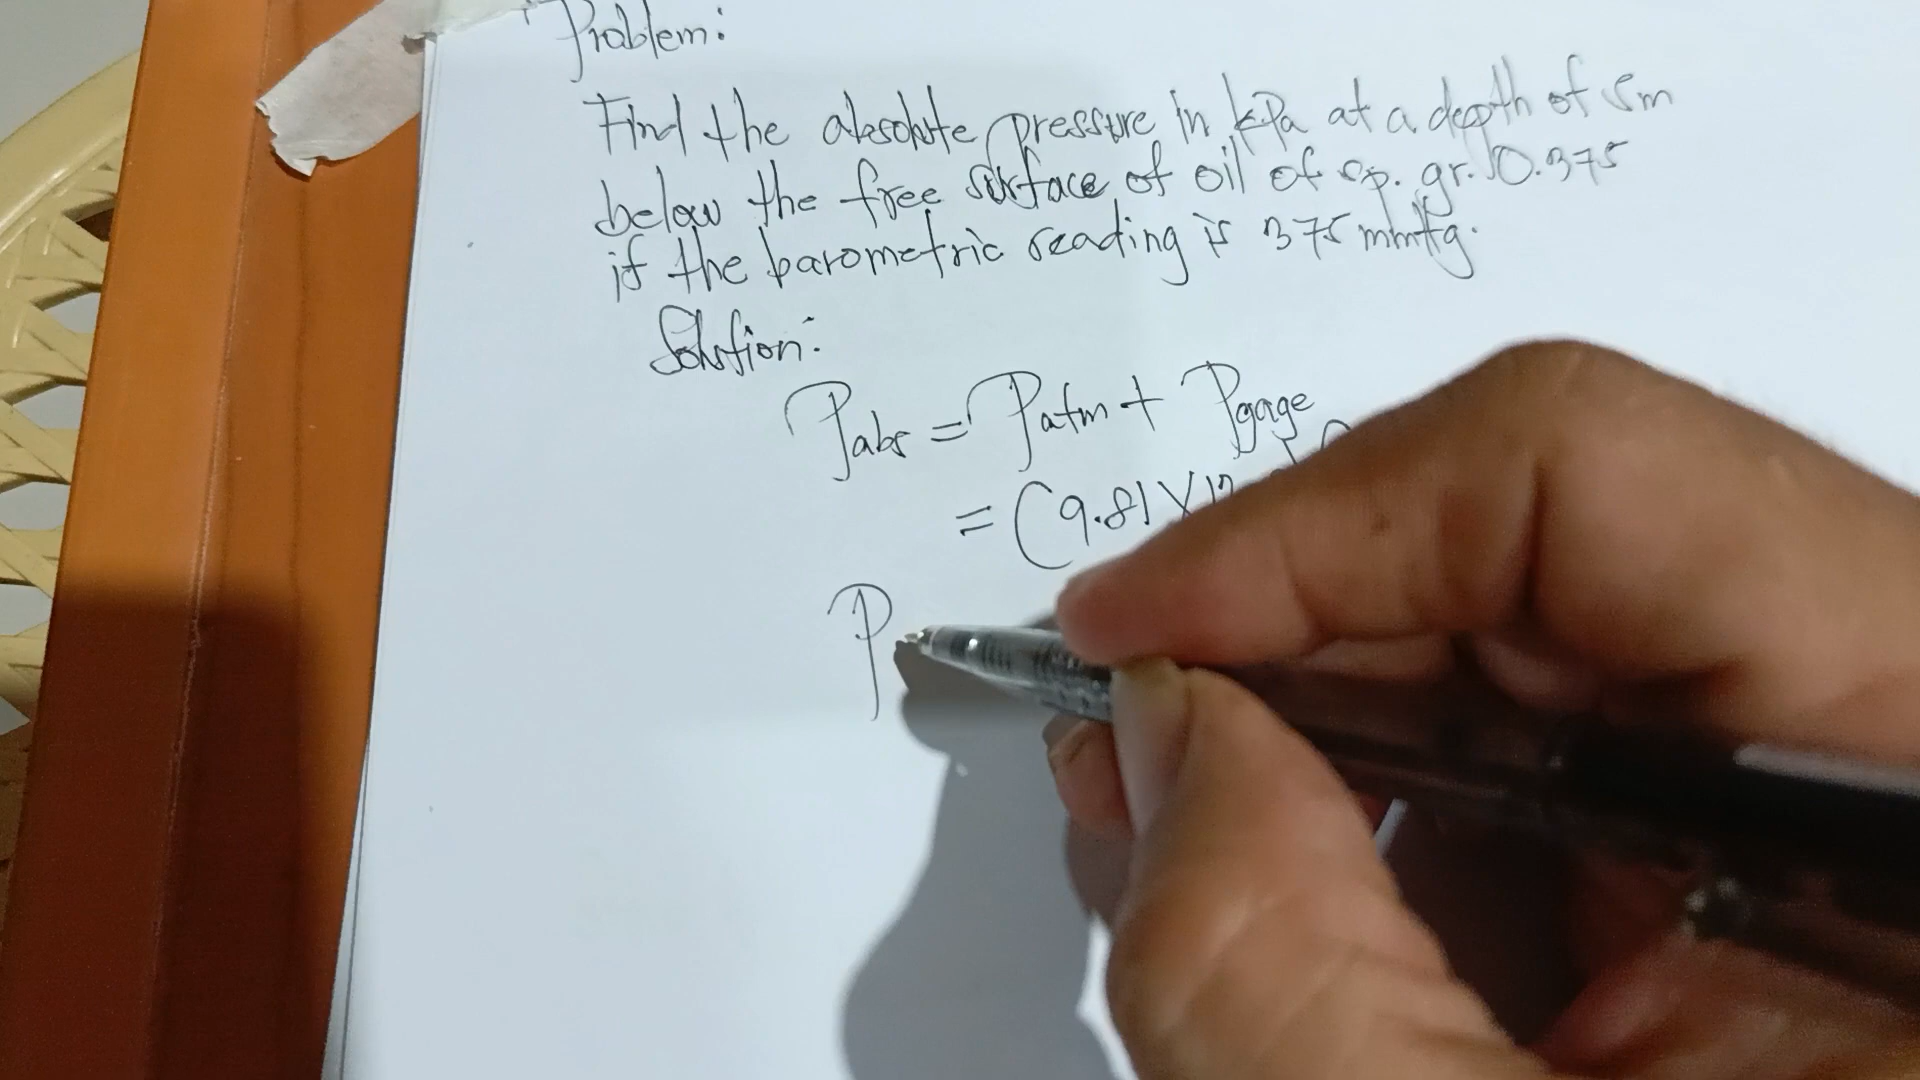 Problem:
Find the absolute pressure in kPa at a depth of 5m
below the free surface of oil of sp. gr. 0.375
if the barometric reading is 375 mmHg.
Solution:
Pabs = Patm + Pgage
= (9.81 X 1
P